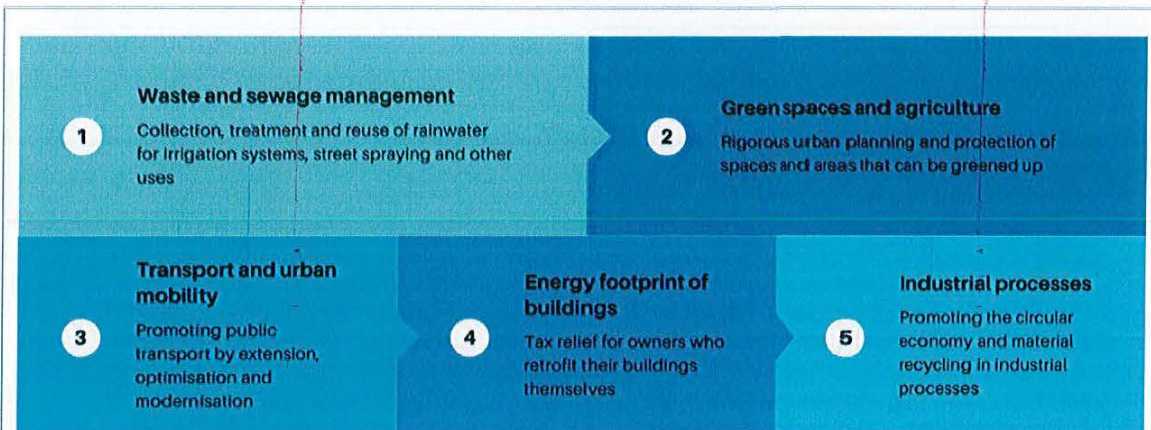 Waste and sewage management
1
Collection, treatment and reuse of rainwater
for irrigation systems, street spraying and other
uses
Green spaces and agriculture
2
Rigorous urban planning and protection of
spaces and areas that can be greened up
Transport and urban
mobility
3
Promoting public
transport by extension,
optimisation and
modernisation
Energy footprint of
buildings
4
Tax relief for owners who
retrofit their buildings
themselves
Industrial processes
5
Promoting the circular
economy and material
recycling in industrial
processes